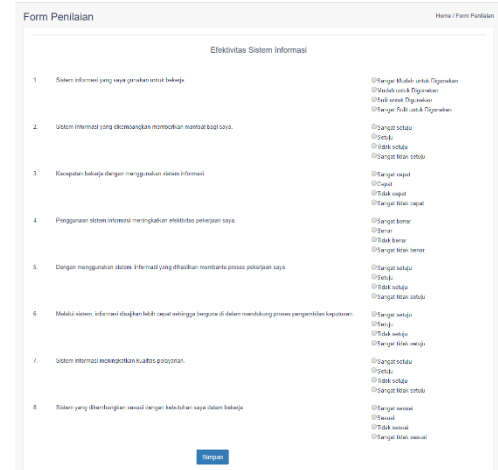 Form Penilaian
Home / Form Penilaian
Efektivitas Sistem Informasi
1. Sistem informasi yang saya gunakan untuk bekerja.
Sangat Mudah untuk Digunakan
Mudah untuk Digunakan
Sulit untuk Digunakan
Sangat Sulit untuk Digunakan
2. Sistem Informasi yang dikembangkan memberikan manfaat bagi saya.
Sangat setuju
Setuju
Tidak setuju
Sangat tidak setuju
3. Kecepatan bekerja dengan menggunakan sistem informasi
Sangat cepat
Cepat
Tidak cepat
Sangat tidak cepat
4. Penggunaan sistem informasi meningkatkan efektivitas pekerjaan saya.
Sangat benar
Benar
Tidak benar
Sangat tidak benar
5. Dengan menggunakan sistem, informasi yang dihasilkan membantu proses pekerjaan saya.
Sangat setuju
Setuju
Tidak setuju
Sangat tidak setuju
6. Melalui sistem, informasi disajikan lebih cepat sehingga berguna di dalam mendukung proses pengambilan keputusan.
Sangat setuju
Setuju
Tidak setuju
Sangat tidak setuju
7. Sistem informasi meningkatkan kualitas pelayanan.
Sangat setuju
Setuju
Tidak setuju
Sangat tidak setuju
8. Sistem yang dikembangkan sesuai dengan kebutuhan saya dalam bekerja
Sangat sesuai
Sesuai
Tidak sesuai
Sangat tidak sesuai
Simpan